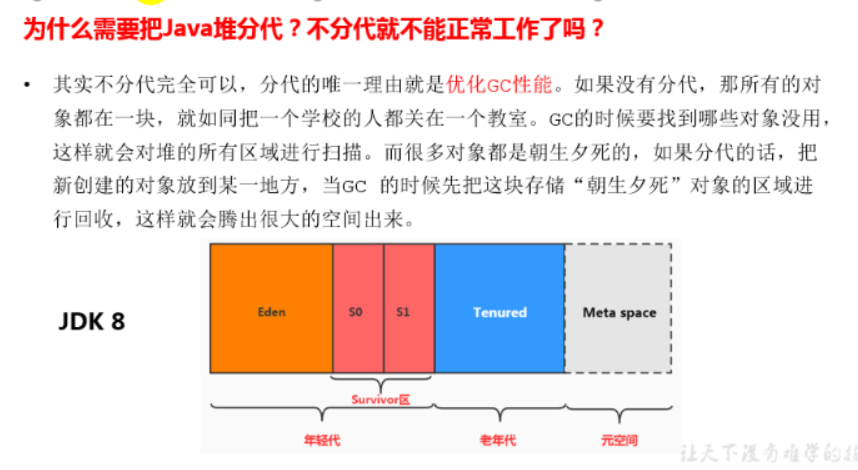 为什么需要把Java堆分代？不分代就不能正常工作了吗？
• 其实不分代完全可以，分代的唯一理由就是优化GC性能。如果没有分代，那所有的对
象都在一块，就如同把一个学校的人都关在一个教室。GC的时候要找到哪些对象没用，
这样就会对堆的所有区域进行扫描。而很多对象都是朝生夕死的，如果分代的话，把
新创建的对象放到某一地方，当GC 的时候先把这块存储“朝生夕死”对象的区域进
行回收，这样就会腾出很大的空间出来。
JDK 8
Eden
S0
S1
Tenured
Meta space
Survivor区
年轻代
老年代
元空间
让天下没有难学的技